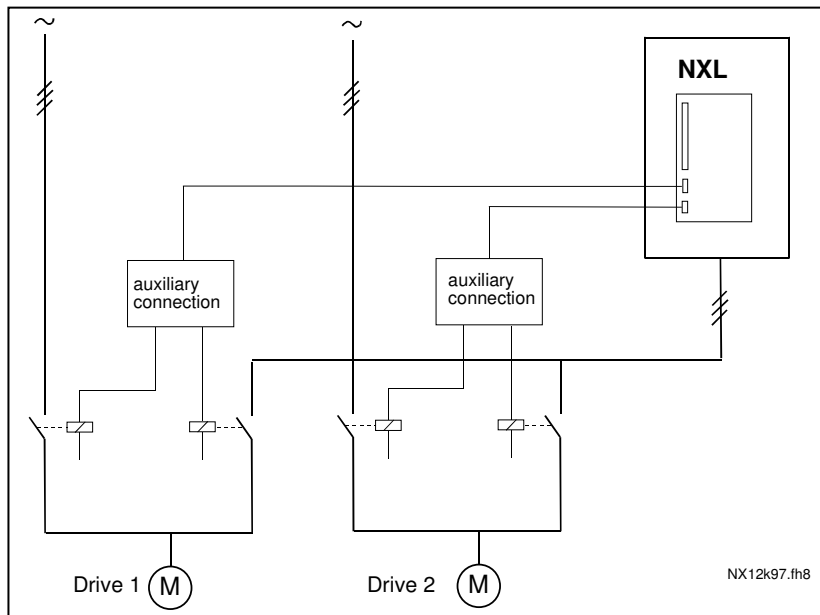 ~
~
NXL
auxiliary
connection
auxiliary
connection
Drive 1
M
Drive 2
M
NX12k97.fh8